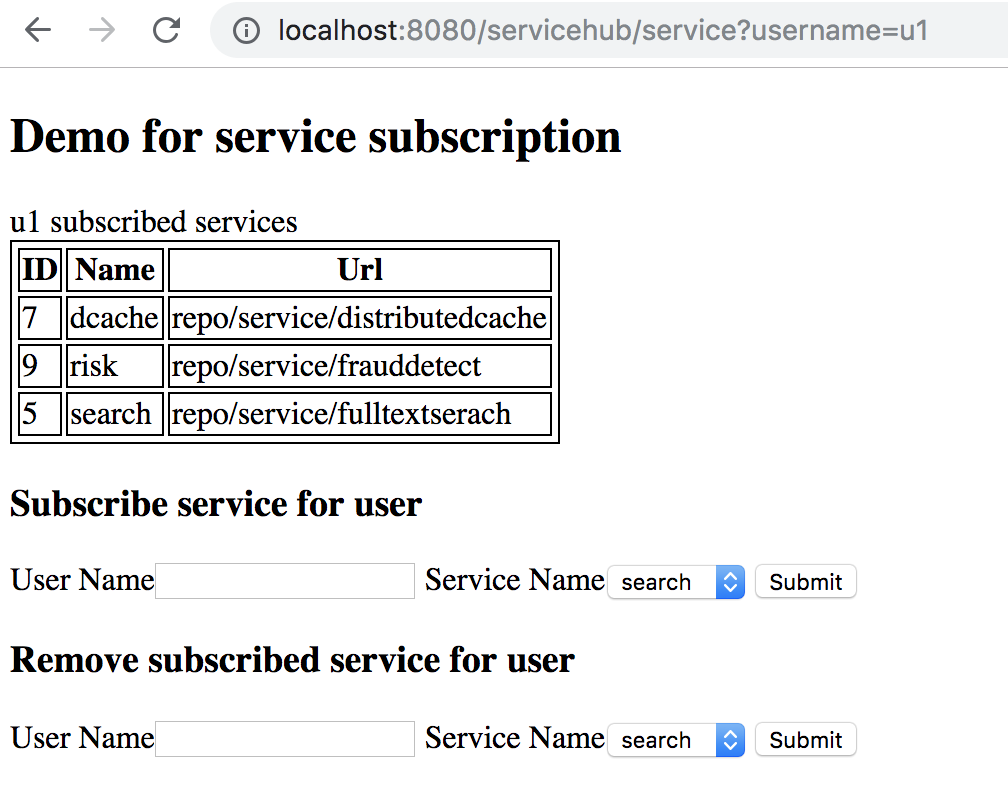 localhost:8080/servicehub/service?username=u1
Demo for service subscription
u1 subscribed services
ID Name Url
7 dcache repo/service/distributedcache
9 risk repo/service/frauddetect
5 search repo/service/fulltextserach
Subscribe service for user
User Name Service Name search Submit
Remove subscribed service for user
User Name Service Name search Submit